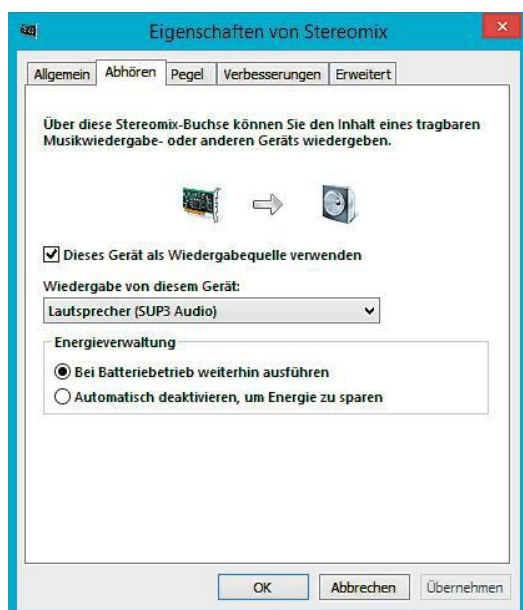 Eigenschaften von Stereomix
Allgemein Abhören Pegel Verbesserungen Erweitert
Über diese Stereomix-Buchse können Sie den Inhalt eines tragbaren
Musikwiedergabe- oder anderen Geräts wiedergeben.
Dieses Gerät als Wiedergabequelle verwenden
Wiedergabe von diesem Gerät:
Lautsprecher (SUP3 Audio)
Energieverwaltung
Bei Batteriebetrieb weiterhin ausführen
Automatisch deaktivieren, um Energie zu sparen
OK Abbrechen Übernehmen